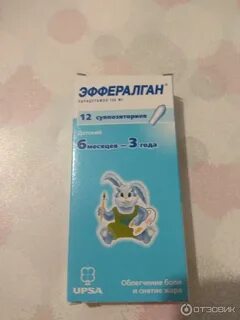 ЭФФЕРАЛГАН®
12 суппозиториев
Детский
6 месяцев — 3 года
Облегчение боли
и снятие жара
UPSA
ОТЗОВИК